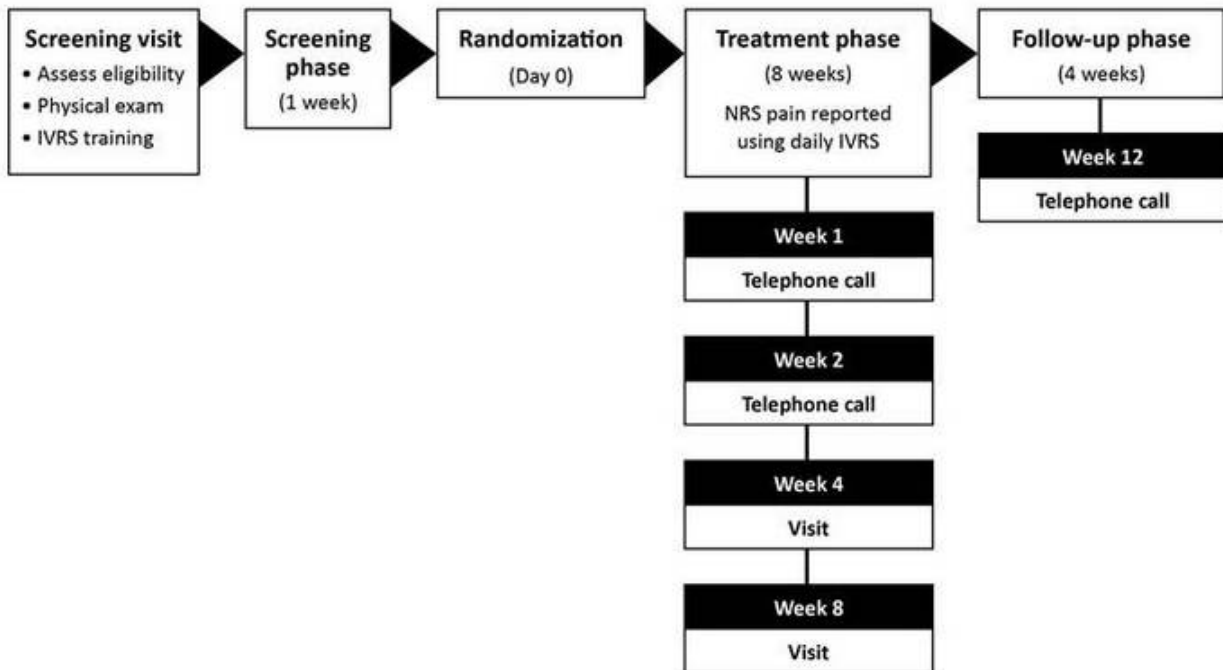 Screening visit
• Assess eligibility
• Physical exam
• IVRS training
Screening
phase
(1 week)
Randomization
(Day 0)
Treatment phase
(8 weeks)
NRS pain reported
using daily IVRS
Week 1
Telephone call
Week 2
Telephone call
Week 4
Visit
Week 8
Visit
Follow-up phase
(4 weeks)
Week 12
Telephone call